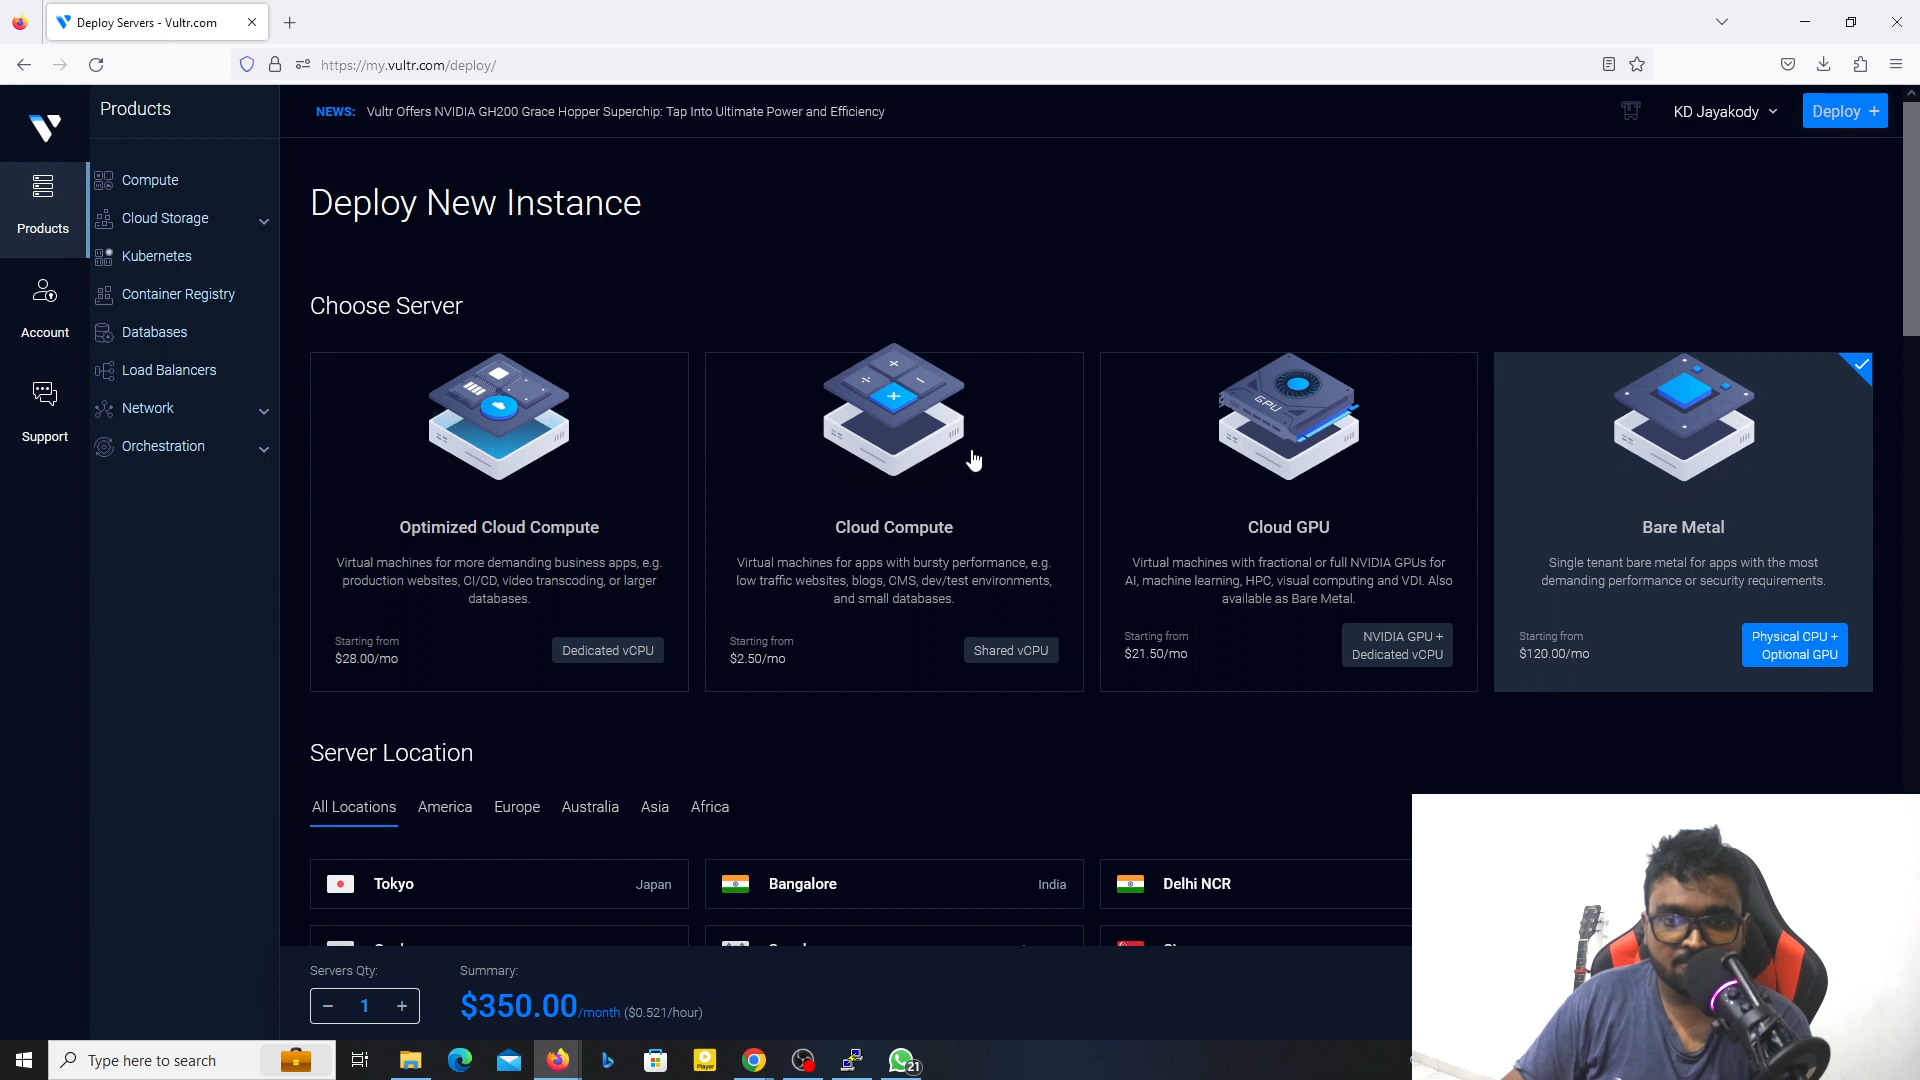 Deploy Servers - Vultr.com
https://my.vultr.com/deploy/
Products
NEWS: Vultr Offers NVIDIA GH200 Grace Hopper Superchip: Tap Into Ultimate Power and Efficiency
KD Jayakody
Deploy +
Products
Account
Support
Compute
Cloud Storage
Kubernetes
Container Registry
Databases
Load Balancers
Network
Orchestration
Deploy New Instance
Choose Server
Optimized Cloud Compute
Virtual machines for more demanding business apps, e.g.
production websites, CI/CD, video transcoding, or larger
databases.
Starting from
$28.00/mo
Dedicated vCPU
Cloud Compute
Virtual machines for apps with bursty performance, e.g.
low traffic websites, blogs, CMS, dev/test environments,
and small databases.
Starting from
$2.50/mo
Shared vCPU
GPU
Cloud GPU
Virtual machines with fractional or full NVIDIA GPUs for
AI, machine learning, HPC, visual computing and VDI. Also
available as Bare Metal.
Starting from
$21.50/mo
NVIDIA GPU +
Dedicated vCPU
Bare Metal
Single tenant bare metal for apps with the most
demanding performance or security requirements.
Starting from
$120.00/mo
Physical CPU +
Optional GPU
Server Location
All Locations America Europe Australia Asia Africa
Tokyo Japan
Bangalore India
Delhi NCR
Servers Qty:
− 1 +
Summary:
$350.00/month ($0.521/hour)
Type here to search
Player
21